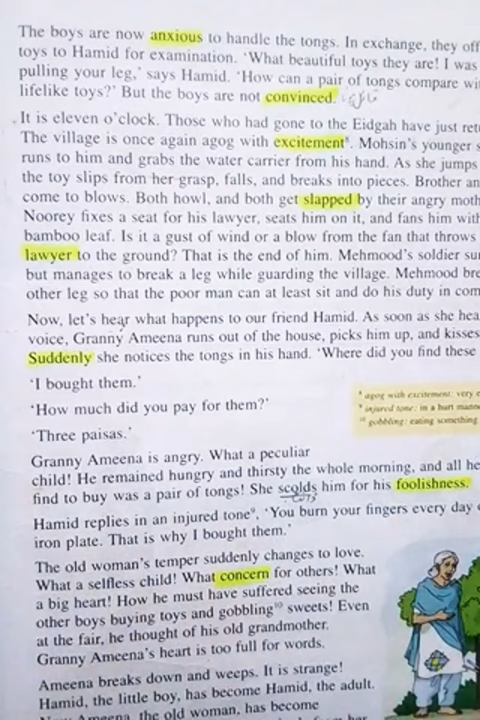 The boys are now anxious to handle the tongs. In exchange, they off
toys to Hamid for examination. 'What beautiful toys they are! I was
pulling your leg,' says Hamid. 'How can a pair of tongs compare wi
lifelike toys?' But the boys are not convinced.
It is eleven o'clock. Those who had gone to the Eidgah have just ret
The village is once again agog with excitement⁸. Mohsin's younger s
runs to him and grabs the water carrier from his hand. As she jumps
the toy slips from her grasp, falls, and breaks into pieces. Brother an
come to blows. Both howl, and both get slapped by their angry moth
Noorey fixes a seat for his lawyer, seats him on it, and fans him with
bamboo leaf. Is it a gust of wind or a blow from the fan that throws
lawyer to the ground? That is the end of him. Mehmood's soldier su
but manages to break a leg while guarding the village. Mehmood bre
other leg so that the poor man can at least sit and do his duty in com
Now, let's hear what happens to our friend Hamid. As soon as she hea
voice, Granny Ameena runs out of the house, picks him up, and kisses
Suddenly she notices the tongs in his hand. 'Where did you find these
'I bought them.'
'How much did you pay for them?'
'Three paisas.'
⁸ agog with excitement: very e
⁹ injured tone: in a hurt mann
¹⁰ gobbling: eating something
Granny Ameena is angry. What a peculiar
child! He remained hungry and thirsty the whole morning, and all he
find to buy was a pair of tongs! She scolds him for his foolishness.
Hamid replies in an injured tone⁹, 'You burn your fingers every day
iron plate. That is why I bought them.'
The old woman's temper suddenly changes to love.
What a selfless child! What concern for others! What
a big heart! How he must have suffered seeing the
other boys buying toys and gobbling¹⁰ sweets! Even
at the fair, he thought of his old grandmother.
Granny Ameena's heart is too full for words.
Ameena breaks down and weeps. It is strange!
Hamid, the little boy, has become Hamid, the adult.
Ameena, the old woman, has become